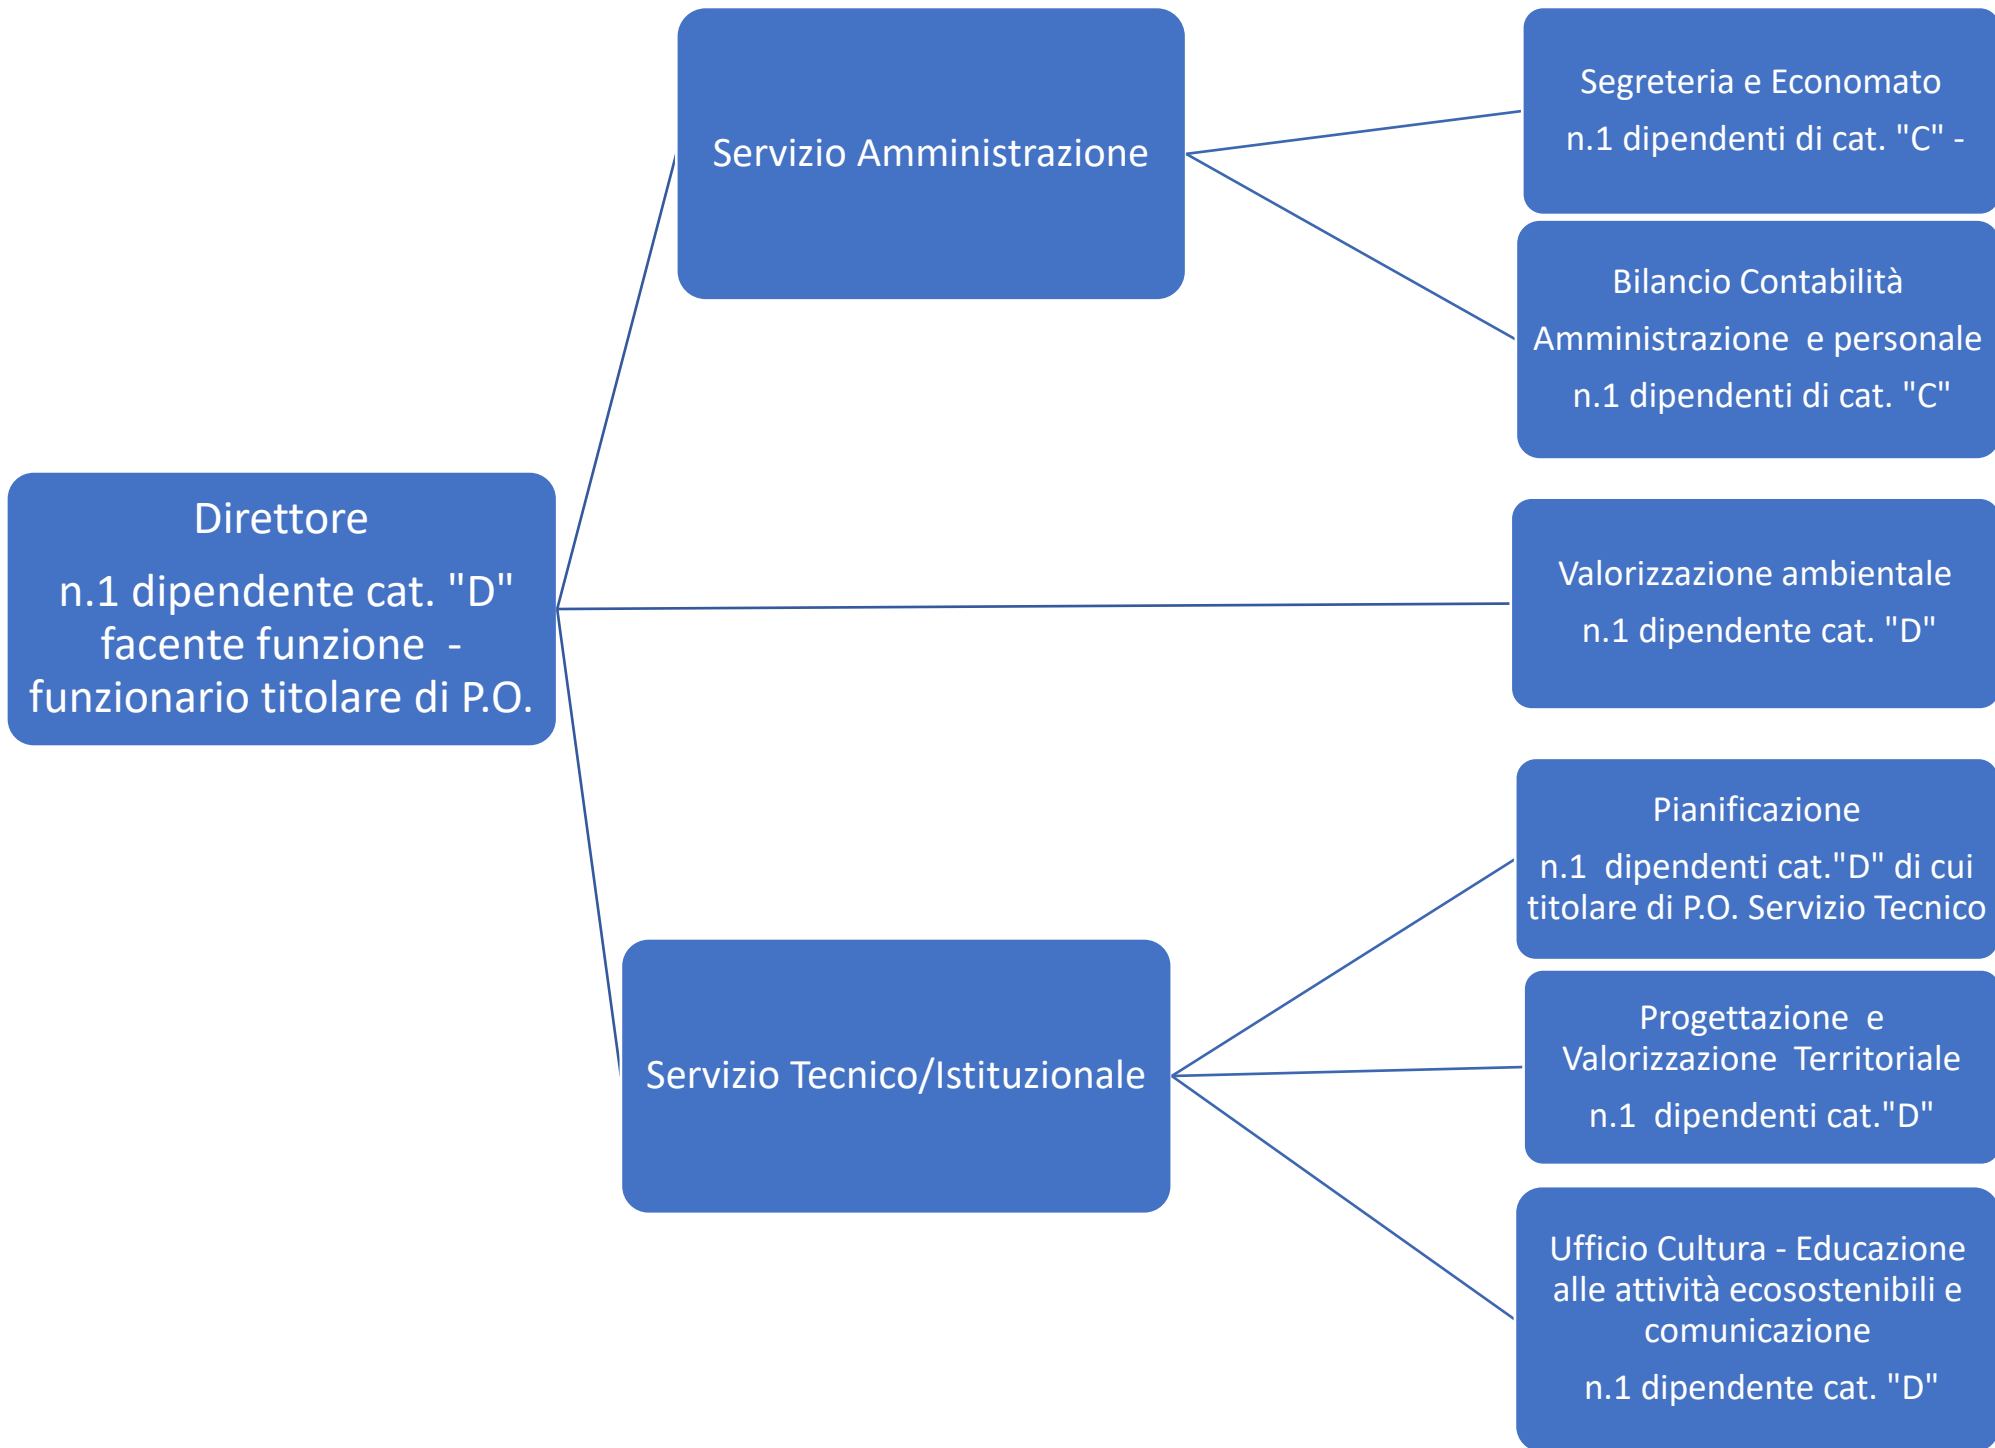 Direttore
n.1 dipendente cat. "D"
facente funzione -
funzionario titolare di P.O.
Servizio Amministrazione
Segreteria e Economato
n.1 dipendenti di cat. "C" -
Bilancio Contabilità
Amministrazione e personale
n.1 dipendenti di cat. "C"
Valorizzazione ambientale
n.1 dipendente cat. "D"
Servizio Tecnico/Istituzionale
Pianificazione
n.1 dipendenti cat."D" di cui
titolare di P.O. Servizio Tecnico
Progettazione e
Valorizzazione Territoriale
n.1 dipendenti cat."D"
Ufficio Cultura - Educazione
alle attività ecosostenibili e
comunicazione
n.1 dipendente cat. "D"